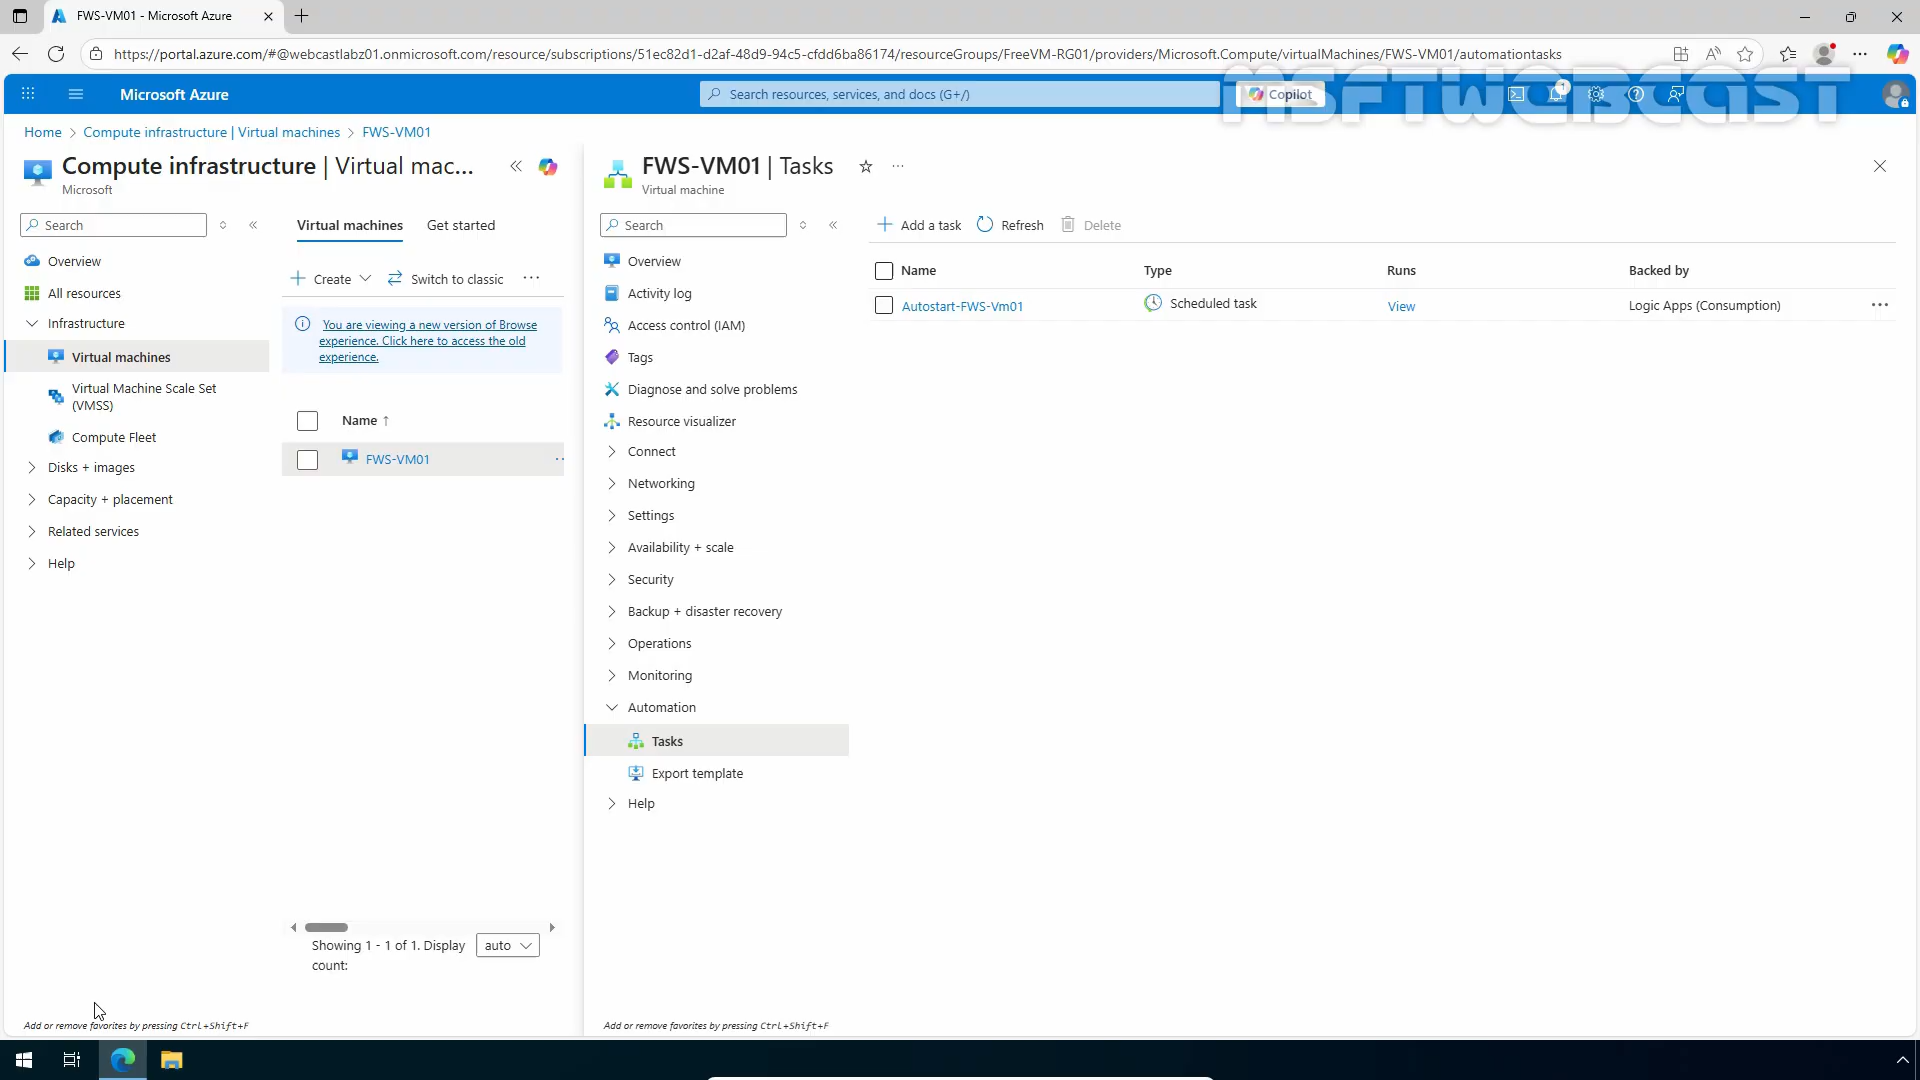 FWS-VM01 - Microsoft Azure
https://portal.azure.com/#@webcastlabz01.onmicrosoft.com/resource/subscriptions/51ec82d1-d2af-48d9-94c5-cfdd6ba86174/resourceGroups/FreeVM-RG01/providers/Microsoft.Compute/virtualMachines/FWS-VM01/automationtasks
Microsoft Azure
Search resources, services, and docs (G+/)
Copilot
1
MSFTWEBCAST
Home > Compute infrastructure | Virtual machines > FWS-VM01
Compute infrastructure | Virtual mac...
Microsoft
Search
Overview
All resources
Infrastructure
Virtual machines
Virtual Machine Scale Set
(VMSS)
Compute Fleet
Disks + images
Capacity + placement
Related services
Help
Add or remove favorites by pressing Ctrl+Shift+F
Virtual machines
Get started
Create
Switch to classic
You are viewing a new version of Browse
experience. Click here to access the old
experience.
Name ↑
FWS-VM01
Showing 1 - 1 of 1. Display
count:
auto
FWS-VM01 | Tasks
Virtual machine
Search
Overview
Activity log
Access control (IAM)
Tags
Diagnose and solve problems
Resource visualizer
Connect
Networking
Settings
Availability + scale
Security
Backup + disaster recovery
Operations
Monitoring
Automation
Tasks
Export template
Help
Add or remove favorites by pressing Ctrl+Shift+F
Add a task
Refresh
Delete
Name Type Runs Backed by
Autostart-FWS-Vm01 Scheduled task View Logic Apps (Consumption)